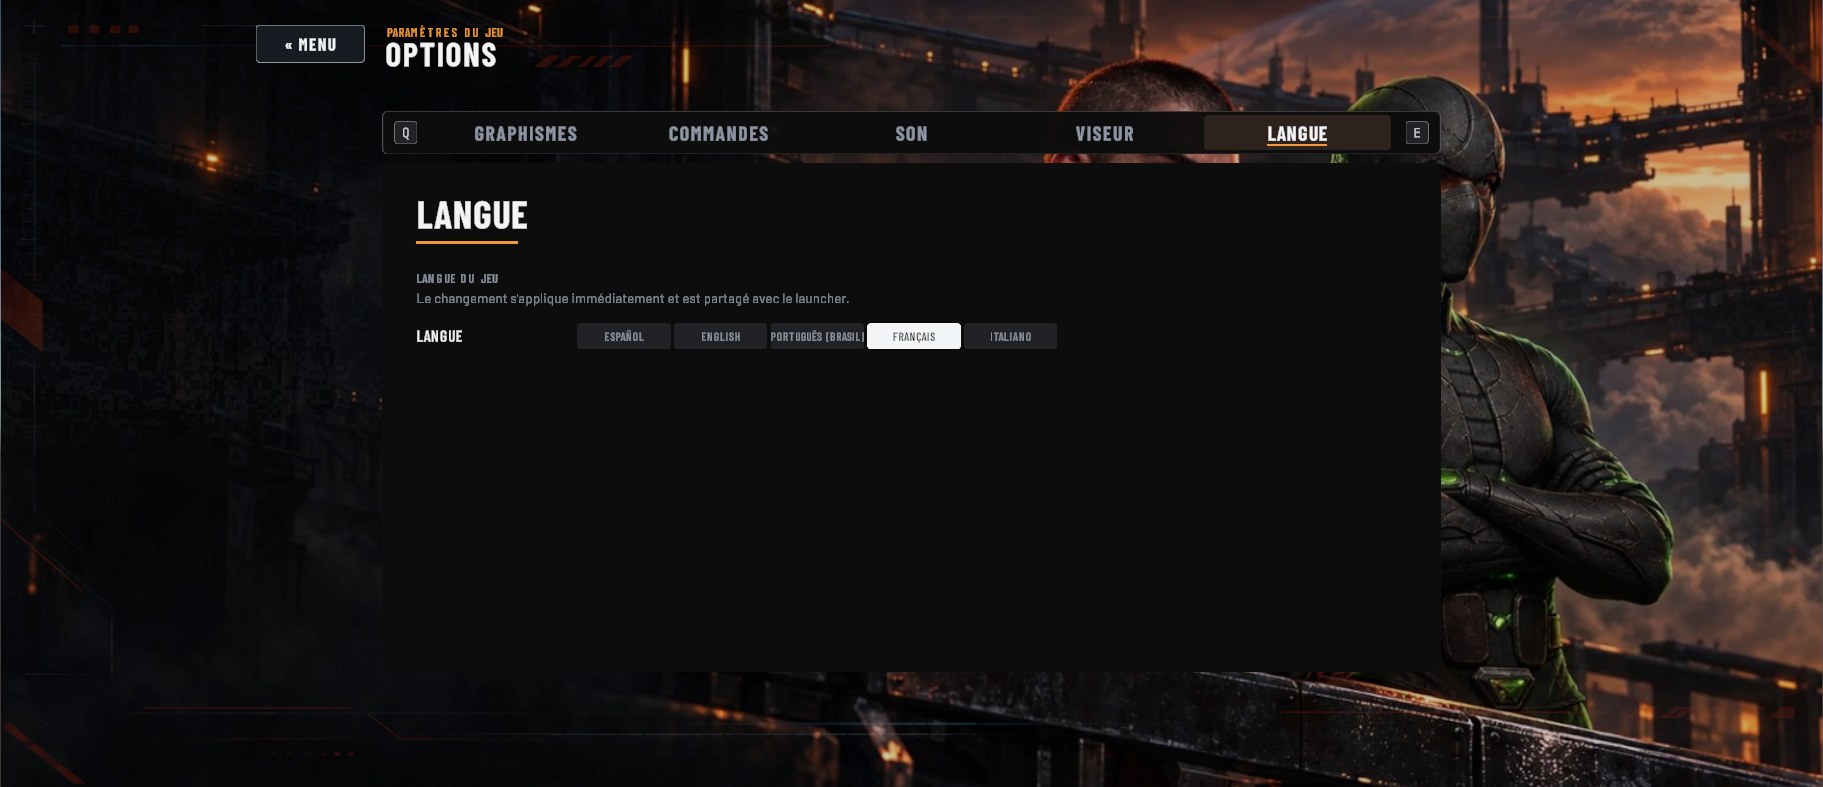 « MENU
PARAMÈTRES DU JEU
OPTIONS
Q
GRAPHISMES
COMMANDES
SON
VISEUR
LANGUE
E
LANGUE
LANGUE DU JEU
Le changement s'applique immédiatement et est partagé avec le launcher.
LANGUE
ESPAÑOL
ENGLISH
PORTUGUÊS (BRASIL)
FRANÇAIS
ITALIANO